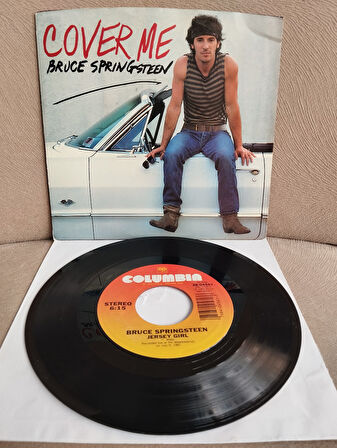 COVER ME
BRUCE SPRINGSTEEN
COLUMBIA
STEREO
6:15
BRUCE SPRINGSTEEN
JERSEY GIRL